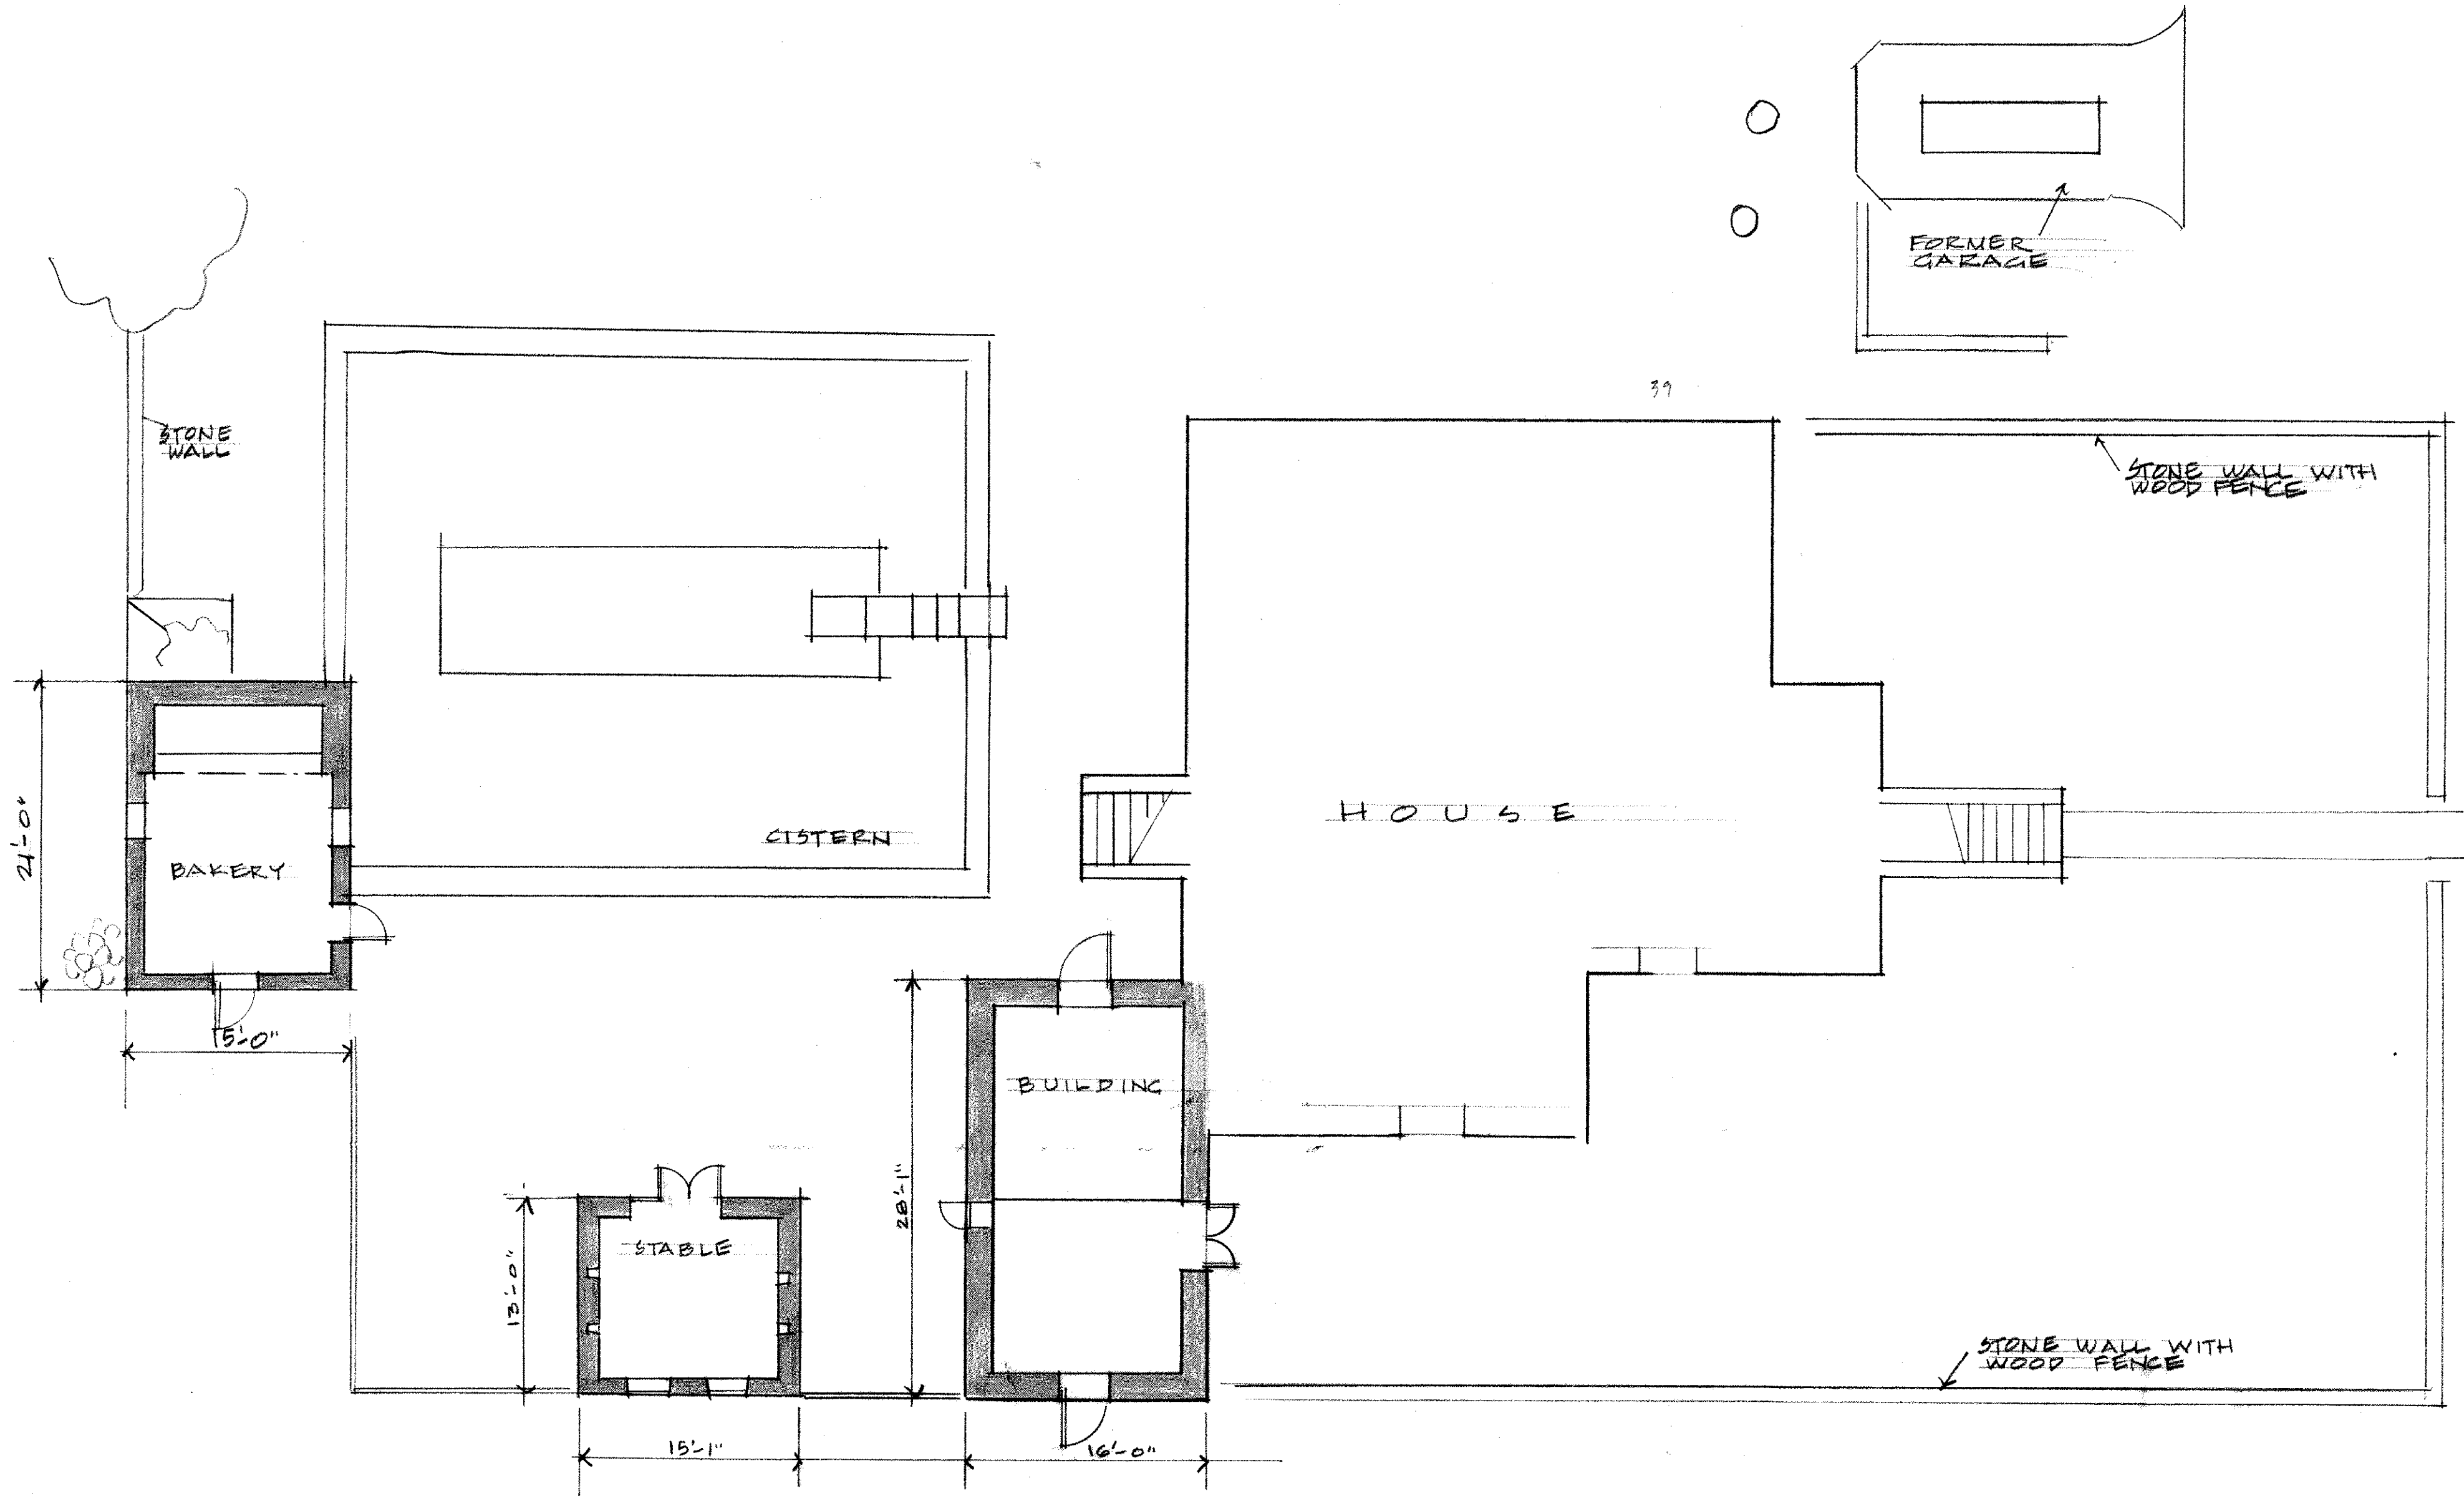 FORMER
GARAGE
39
STONE
WALL
STONE WALL WITH
WOOD FENCE
HOUSE
CISTERN
21'-0"
BAKERY
15'-0"
BUILDING
28'-1"
STABLE
13'-0"
STONE WALL WITH
WOOD FENCE
15'-1"
16'-0"